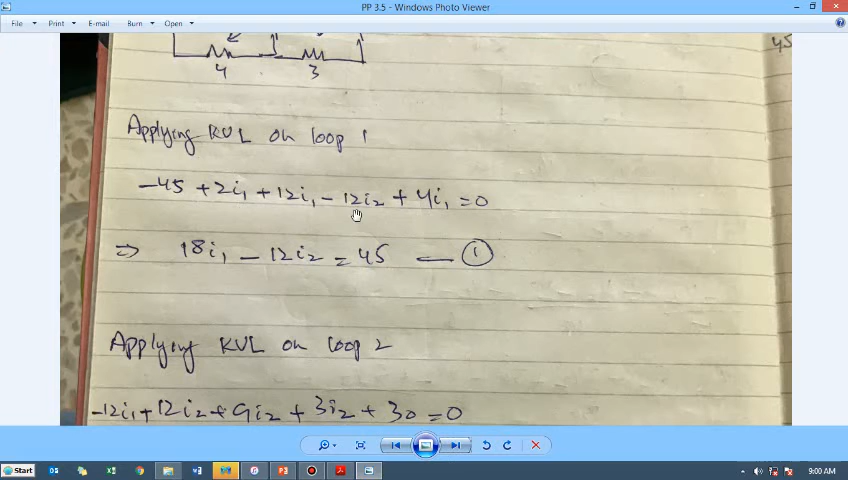 PP 3.5 - Windows Photo Viewer
File Print E-mail Burn Open
45
4 3
Applying KVL on loop 1
-45 + 2i₁ + 12i₁ - 12i₂ + 4i₁ = 0
⇒ 18i₁ - 12i₂ = 45 — ①
Applying KVL on loop 2
-12i₁ + 12i₂ + 9i₂ + 3i₂ + 30 = 0
Start 9:00 AM